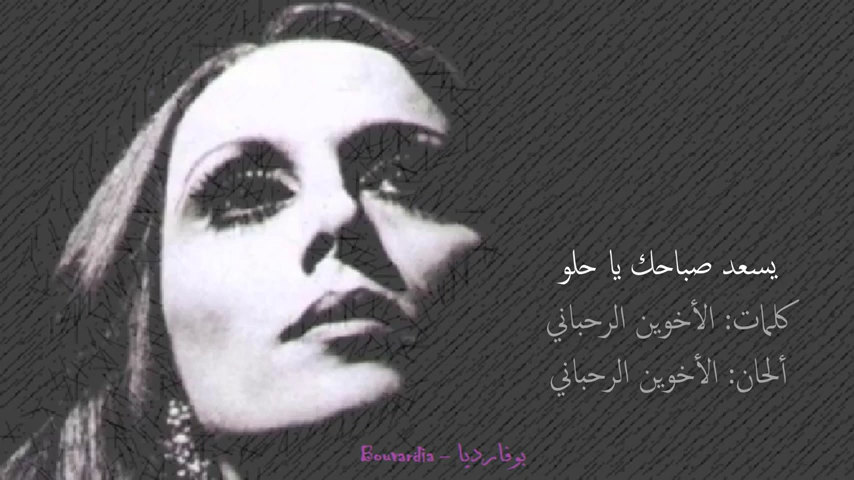 يسعد صباحك يا حلو
كلمات: الأخوين الرحباني
ألحان: الأخوين الرحباني
Bouvardia - بوفارديا